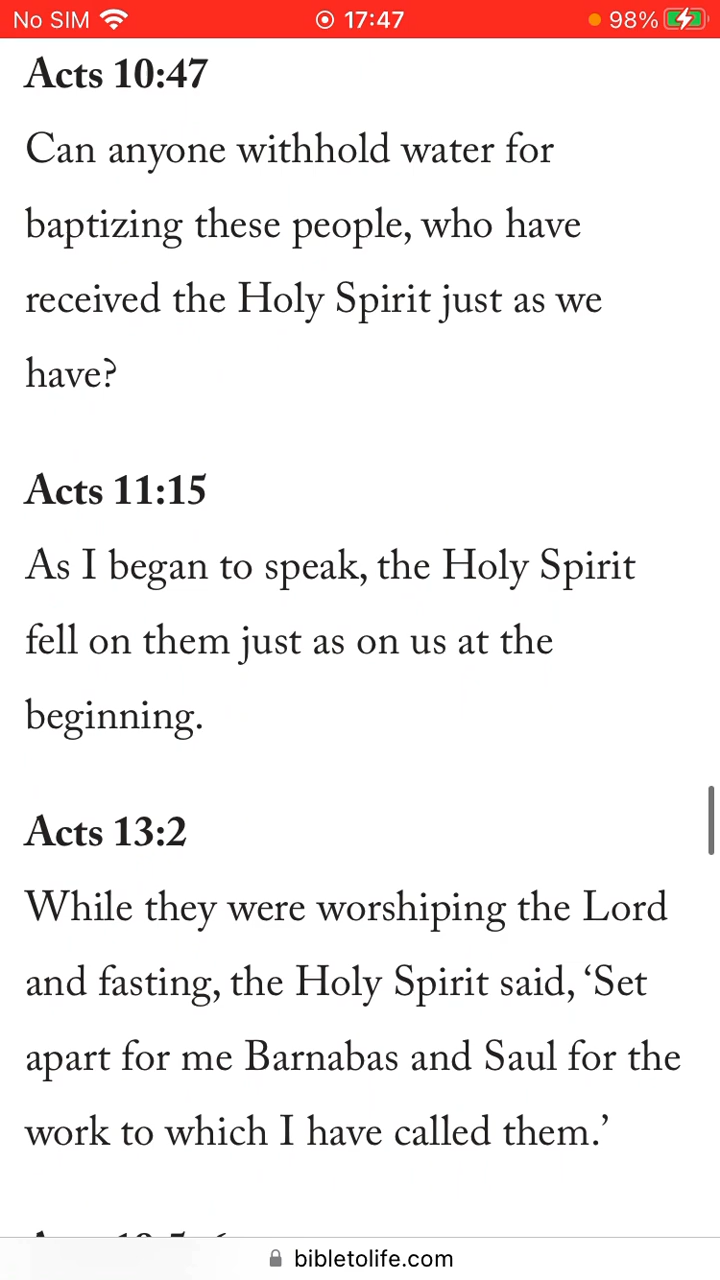 No SIM 17:47 98%
Acts 10:47
Can anyone withhold water for
baptizing these people, who have
received the Holy Spirit just as we
have?
Acts 11:15
As I began to speak, the Holy Spirit
fell on them just as on us at the
beginning.
Acts 13:2
While they were worshiping the Lord
and fasting, the Holy Spirit said, ‘Set
apart for me Barnabas and Saul for the
work to which I have called them.’
bibletolife.com